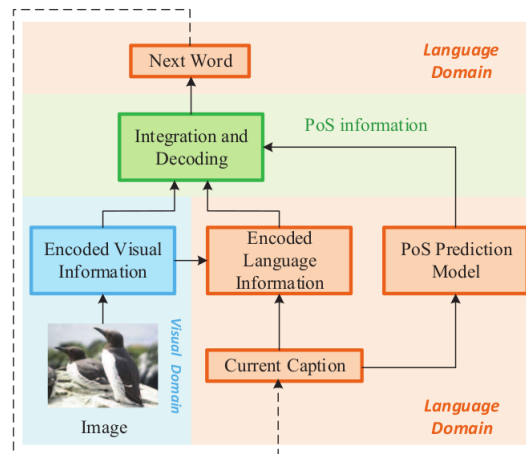 Next Word
Language
Domain
Integration and
Decoding
PoS information
Encoded Visual
Information
Encoded
Language
Information
PoS Prediction
Model
Visual Domain
Current Caption
Image
Language
Domain